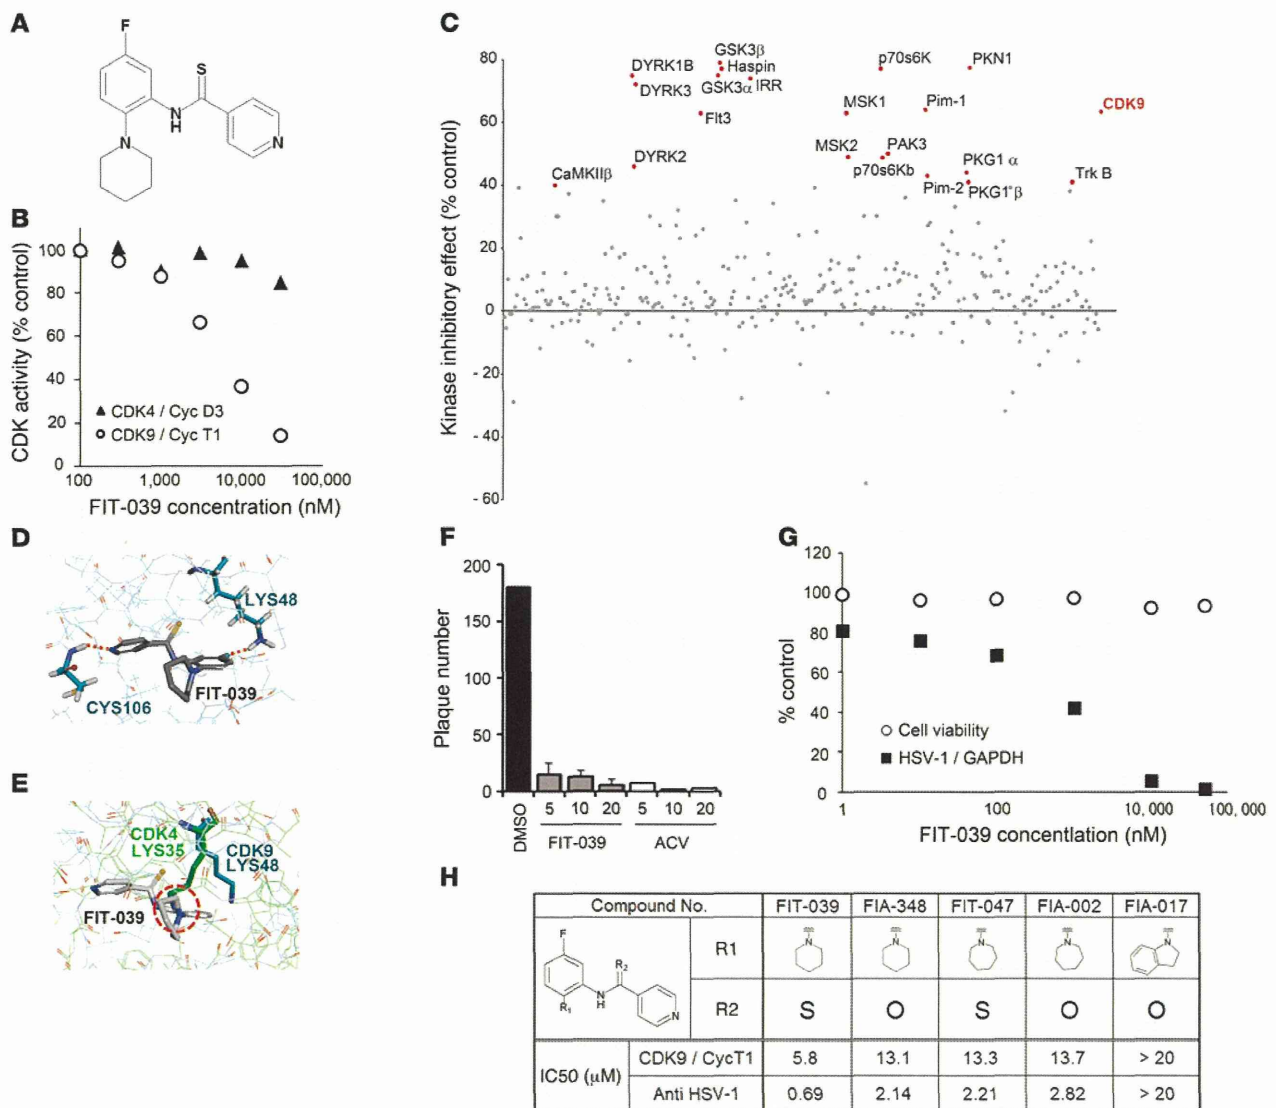 A
F
S
N
H
N
N
B
CDK activity (% control)
100
80
60
40
20
0
▲ CDK4 / Cyc D3
○ CDK9 / Cyc T1
100
1,000
10,000
100,000
FIT-039 concentration (nM)
C
Kinase inhibitory effect (% control)
80
60
40
20
0
- 20
- 40
- 60
GSK3β
DYRK1B
Haspin
DYRK3
GSK3α
IRR
Flt3
DYRK2
CaMKIIβ
p70s6K
PKN1
MSK1
Pim-1
CDK9
MSK2
PAK3
p70s6Kb
PKG1 α
Pim-2
PKG1 β
Trk B
D
LYS48
FIT-039
CYS106
E
CDK4
LYS35
CDK9
LYS48
FIT-039
F
Plaque number
200
150
100
50
0
DMSO
5 10 20 5 10 20
FIT-039 ACV
G
% control
120
100
80
60
40
20
0
○ Cell viability
■ HSV-1 / GAPDH
1
100
10,000
100,000
FIT-039 concentlation (nM)
H
Compound No. FIT-039 FIA-348 FIT-047 FIA-002 FIA-017
F
R2
N
H
R1
N
R1
N N N N N
R2 S O S O O
IC50 (μM)
CDK9 / CycT1 5.8 13.1 13.3 13.7 > 20
Anti HSV-1 0.69 2.14 2.21 2.82 > 20